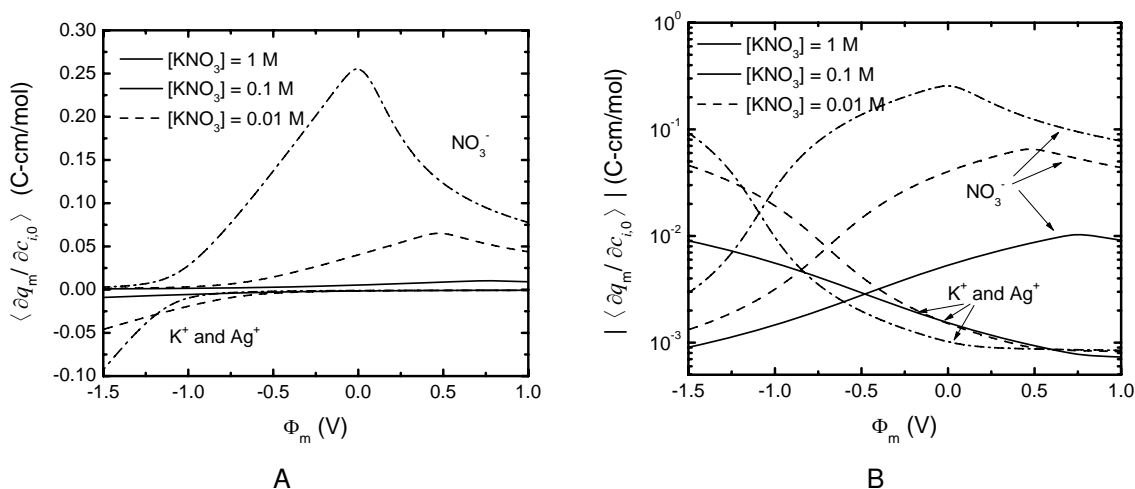 0.30
0.25
0.20
0.15
0.10
0.05
0.00
-0.05
-0.10
-1.5 -1.0 -0.5 0.0 0.5 1.0
⟨ ∂qₘ/ ∂cᵢ,₀ ⟩ (C-cm/mol)
Φₘ (V)
[KNO₃] = 1 M
[KNO₃] = 0.1 M
[KNO₃] = 0.01 M
NO₃⁻
K⁺ and Ag⁺
A
10⁰
10⁻¹
10⁻²
10⁻³
-1.5 -1.0 -0.5 0.0 0.5 1.0
| ⟨ ∂qₘ/ ∂cᵢ,₀ ⟩ | (C-cm/mol)
Φₘ (V)
[KNO₃] = 1 M
[KNO₃] = 0.1 M
[KNO₃] = 0.01 M
NO₃⁻
K⁺ and Ag⁺
B